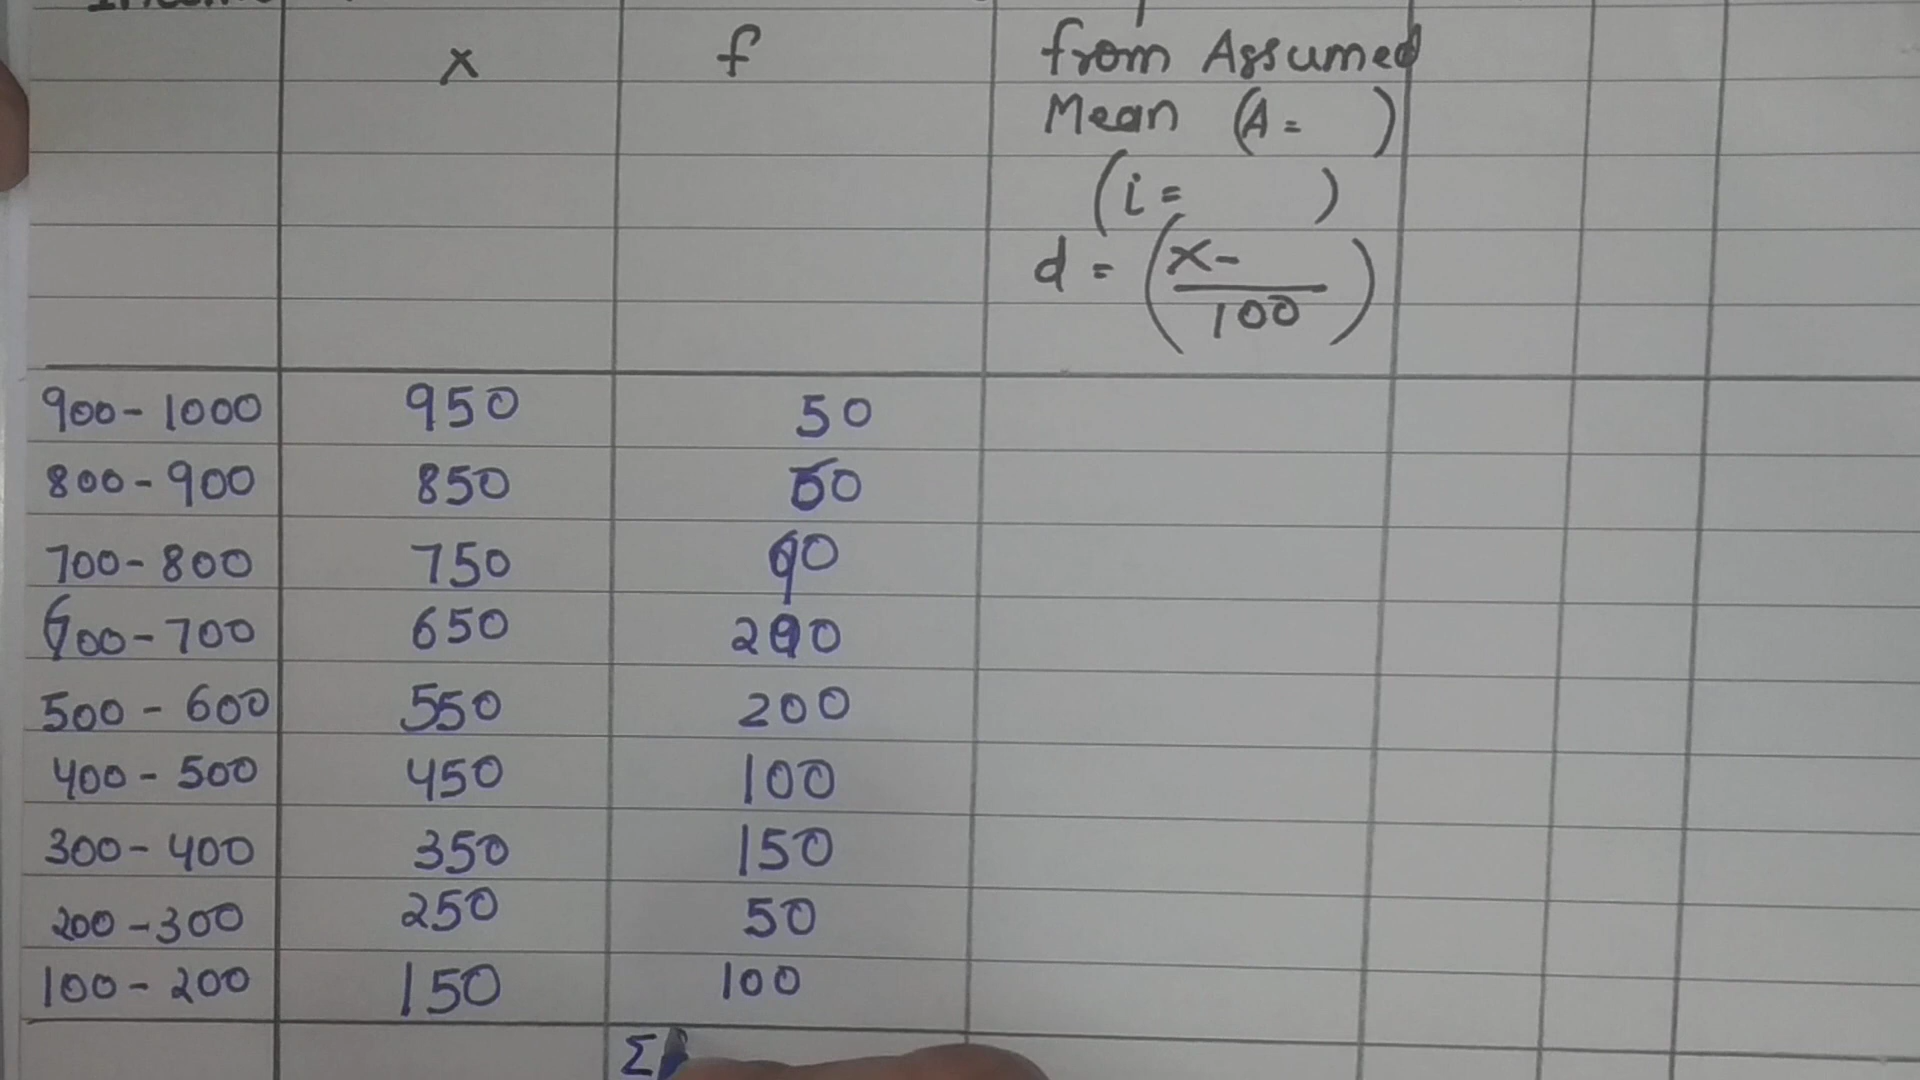 x f from Assumed
Mean (A = )
(i = )
d = (x- / 100)
900-1000 950 50
800-900 850 50
700-800 750
600-700 650
500-600 550 200
400-500 450 100
300-400 350 150
200-300 250 50
100-200 150 100
Σ